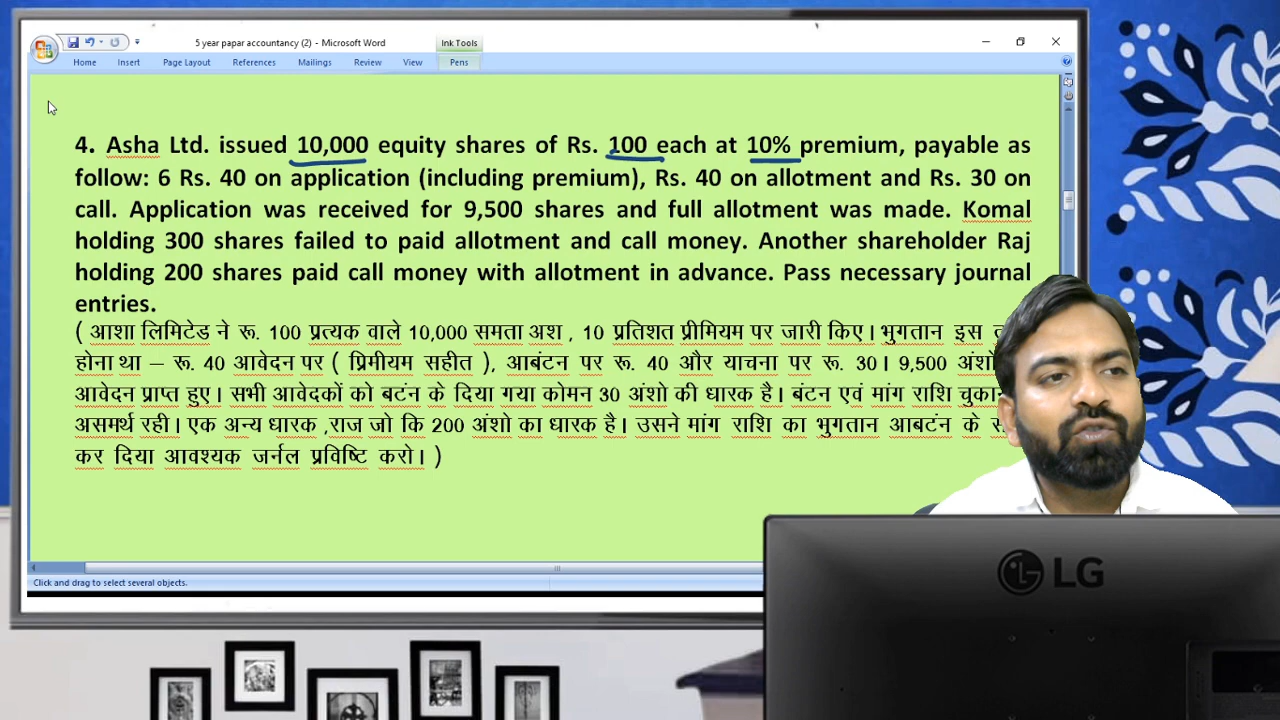 5 year papar accountancy (2) - Microsoft Word
Ink Tools
Home Insert Page Layout References Mailings Review View Pens
4. Asha Ltd. issued 10,000 equity shares of Rs. 100 each at 10% premium, payable as
follow: 6 Rs. 40 on application (including premium), Rs. 40 on allotment and Rs. 30 on
call. Application was received for 9,500 shares and full allotment was made. Komal
holding 300 shares failed to paid allotment and call money. Another shareholder Raj
holding 200 shares paid call money with allotment in advance. Pass necessary journal
entries.
( आशा लिमिटेड ने रू. 100 प्रत्यक वाले 10,000 समता अश , 10 प्रतिशत प्रीमियम पर जारी किए। भुगतान इस
होना था – रू. 40 आवेदन पर ( प्रिमीयम सहीत ), आबंटन पर रू. 40 और याचना पर रू. 30। 9,500
आवेदन प्राप्त हुए। सभी आवेदकों को बटंन के दिया गया कोमन 30 अंशो की धारक है। बंटन एवं मांग राशि
असमर्थ रही। एक अन्य धारक ,राज जो कि 200 अंशो का धारक है। उसने मांग राशि का भुगतान आबटंन के
कर दिया आवश्यक जर्नल प्रविष्टि करो। )
Click and drag to select several objects.
LG